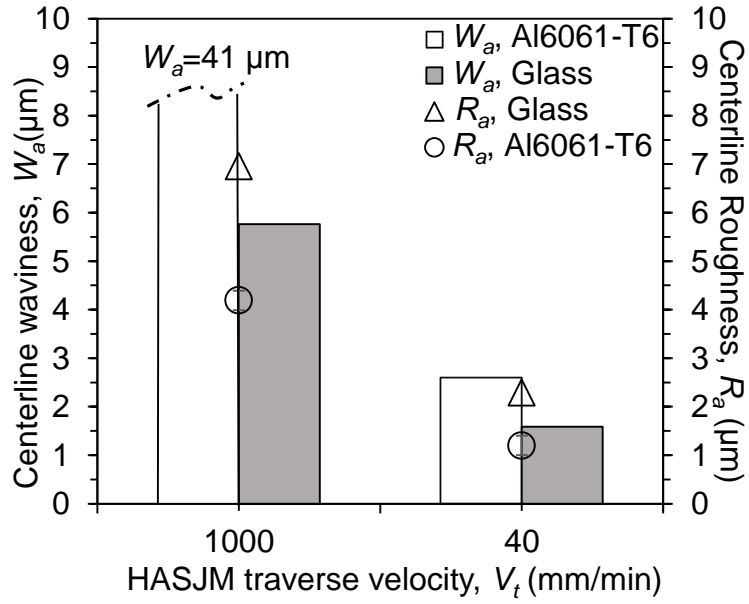 10
9
8
7
6
5
4
3
2
1
0
Centerline waviness, Wₐ(μm)
Wₐ=41 μm
Wₐ, Al6061-T6
Wₐ, Glass
Rₐ, Glass
Rₐ, Al6061-T6
10
9
8
7
6
5
4
3
2
1
0
Centerline Roughness, Rₐ (μm)
1000 40
HASJM traverse velocity, Vₜ (mm/min)